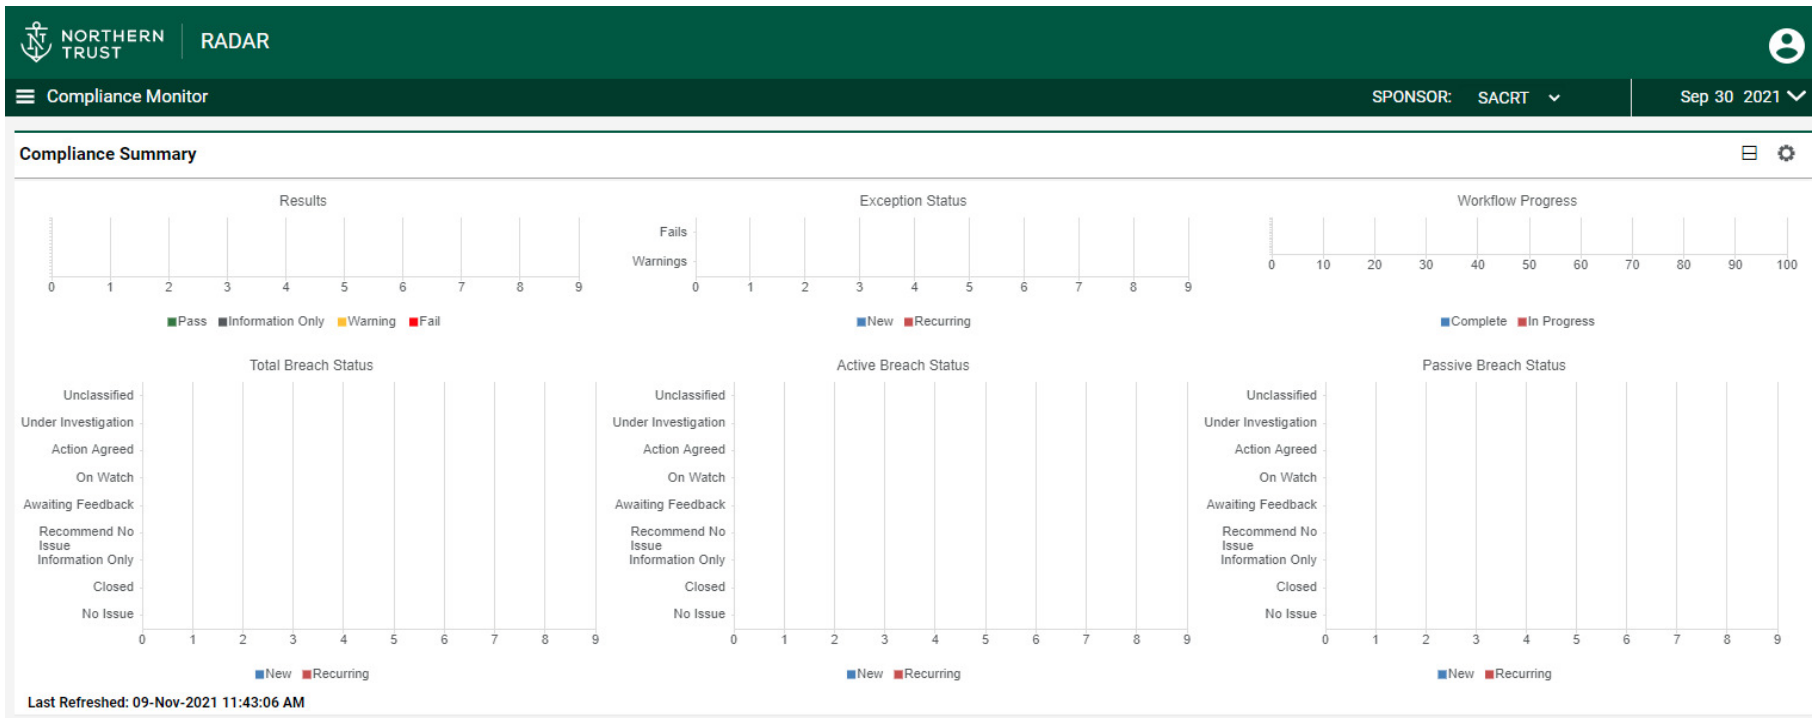 NORTHERN
TRUST
RADAR
Compliance Monitor
SPONSOR: SACRT
Sep 30 2021
Compliance Summary
Results
0 1 2 3 4 5 6 7 8 9
Pass Information Only Warning Fail
Exception Status
Fails
Warnings
0 1 2 3 4 5 6 7 8 9
New Recurring
Workflow Progress
0 10 20 30 40 50 60 70 80 90 100
Complete In Progress
Total Breach Status
Unclassified
Under Investigation
Action Agreed
On Watch
Awaiting Feedback
Recommend No
Issue
Information Only
Closed
No Issue
0 1 2 3 4 5 6 7 8 9
New Recurring
Active Breach Status
Unclassified
Under Investigation
Action Agreed
On Watch
Awaiting Feedback
Recommend No
Issue
Information Only
Closed
No Issue
0 1 2 3 4 5 6 7 8 9
New Recurring
Passive Breach Status
Unclassified
Under Investigation
Action Agreed
On Watch
Awaiting Feedback
Recommend No
Issue
Information Only
Closed
No Issue
0 1 2 3 4 5 6 7 8 9
New Recurring
Last Refreshed: 09-Nov-2021 11:43:06 AM